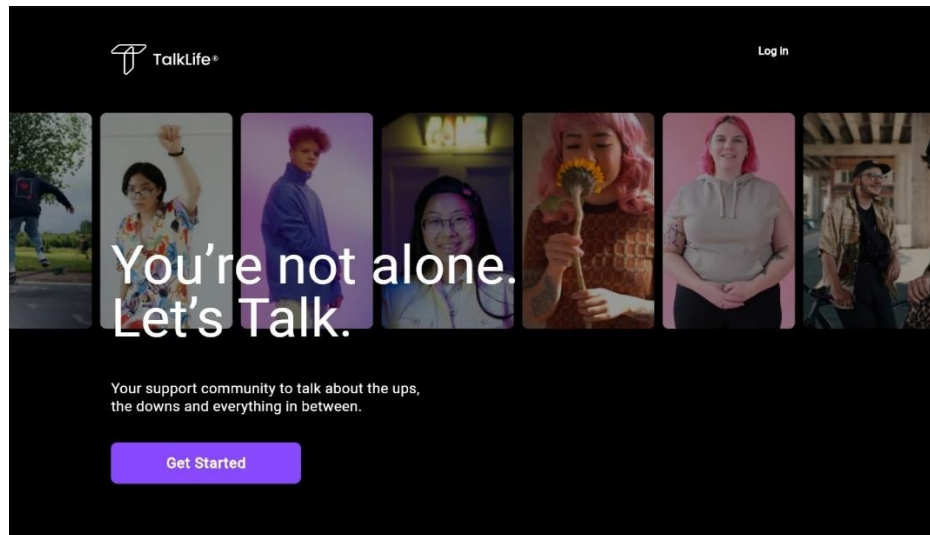 TalkLife®
Log in
You're not alone.
Let's Talk.
Your support community to talk about the ups,
the downs and everything in between.
Get Started